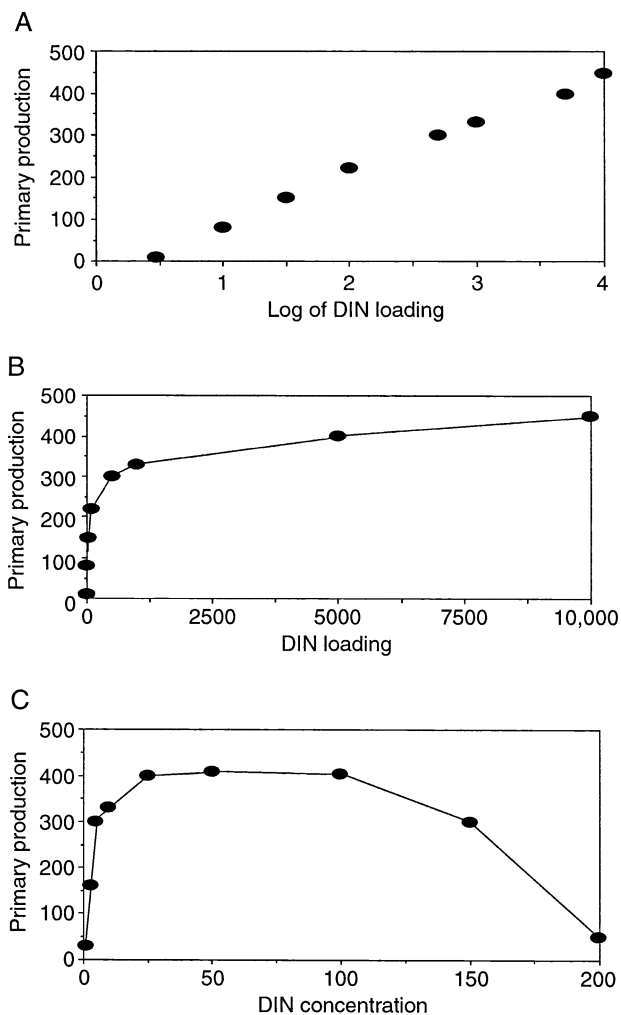 A
Primary production
500
400
300
200
100
0
0 1 2 3 4
Log of DIN loading
B
Primary production
500
400
300
200
100
0
0 2500 5000 7500 10,000
DIN loading
C
Primary production
500
400
300
200
100
0
0 50 100 150 200
DIN concentration